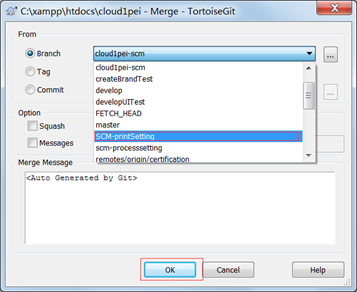 C:\xampp\htdocs\cloud1pei - Merge - TortoiseGit
From
Branch
cloud1pei-scm
...
cloud1pei-scm
createBrandTest
Tag
develop
developUITest
Commit
...
FETCH_HEAD
master
Option
SCM-printSetting
Squash
scm-processsetting
Messages
remotes/origin/certification
Merge Message
<Auto Generated by Git>
OK
Cancel
Help